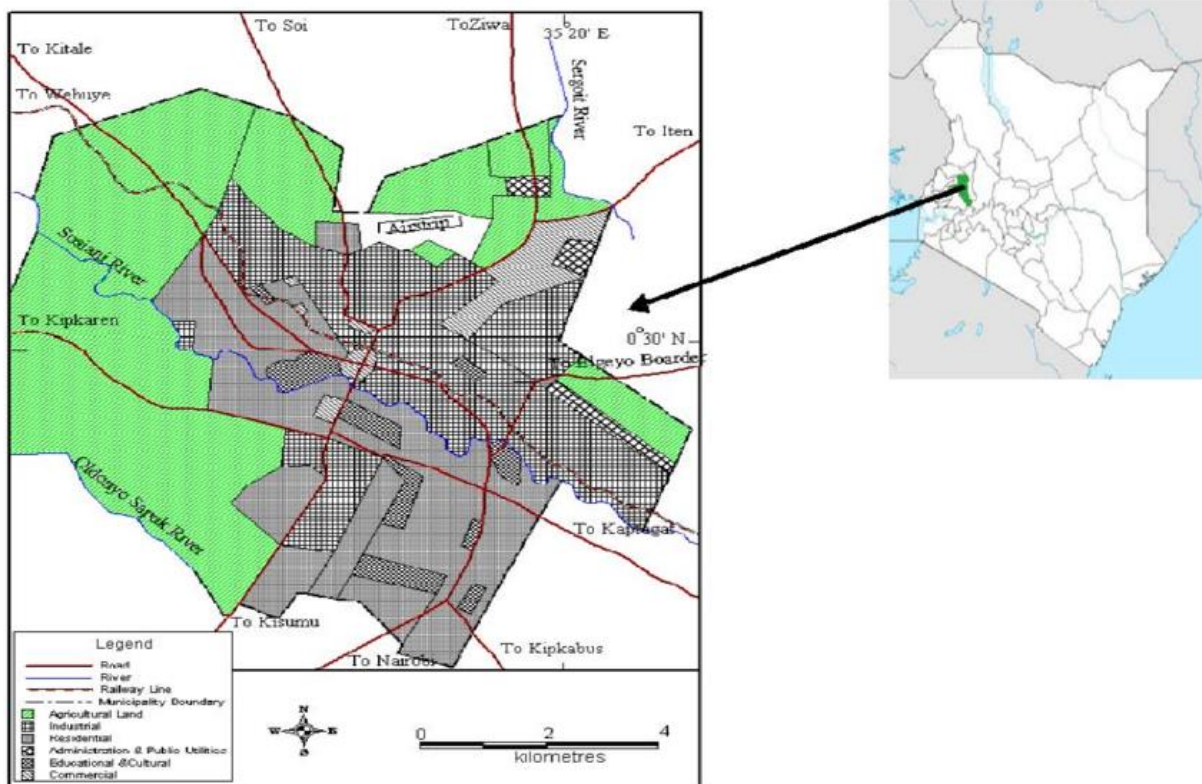 To Soi
ToZiwa
35°20' E
To Kitale
To Webuye
Sergoit River
To Iten
Airstrip
Sosiani River
To Kipkaren
0°30' N
To Elgeyo Boarder
Oldonyo Sapuk River
To Kaptagat
To Kisumu
To Nairobi
To Kipkabus
Legend
Road
River
Railway Line
Municipality Boundary
Agricultural Land
Industrial
Residential
Administration & Public Utilities
Educational &Cultural
Commercial
N
W E
S
0 2 4
kilometres